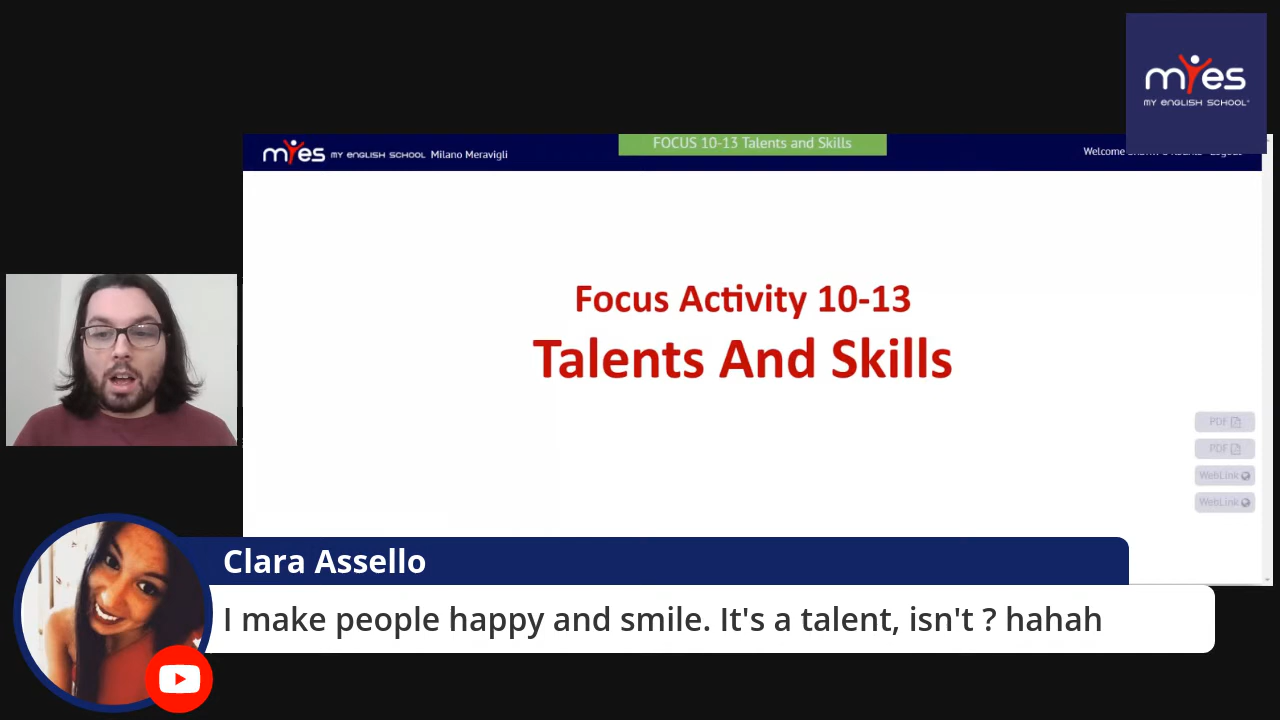 myes
MY ENGLISH SCHOOL
myes MY ENGLISH SCHOOL Milano Meravigli
FOCUS 10-13 Talents and Skills
Welcome
Focus Activity 10-13
Talents And Skills
PDF
PDF
WebLink
WebLink
Clara Assello
I make people happy and smile. It's a talent, isn't ? hahah